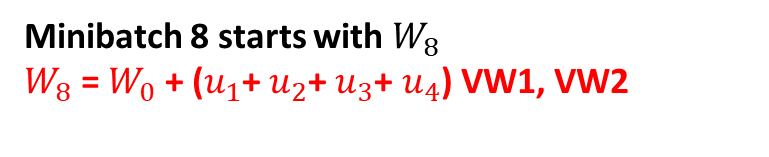 Minibatch 8 starts with W₈
W₈ = W₀ + (u₁+ u₂+ u₃+ u₄) VW1, VW2